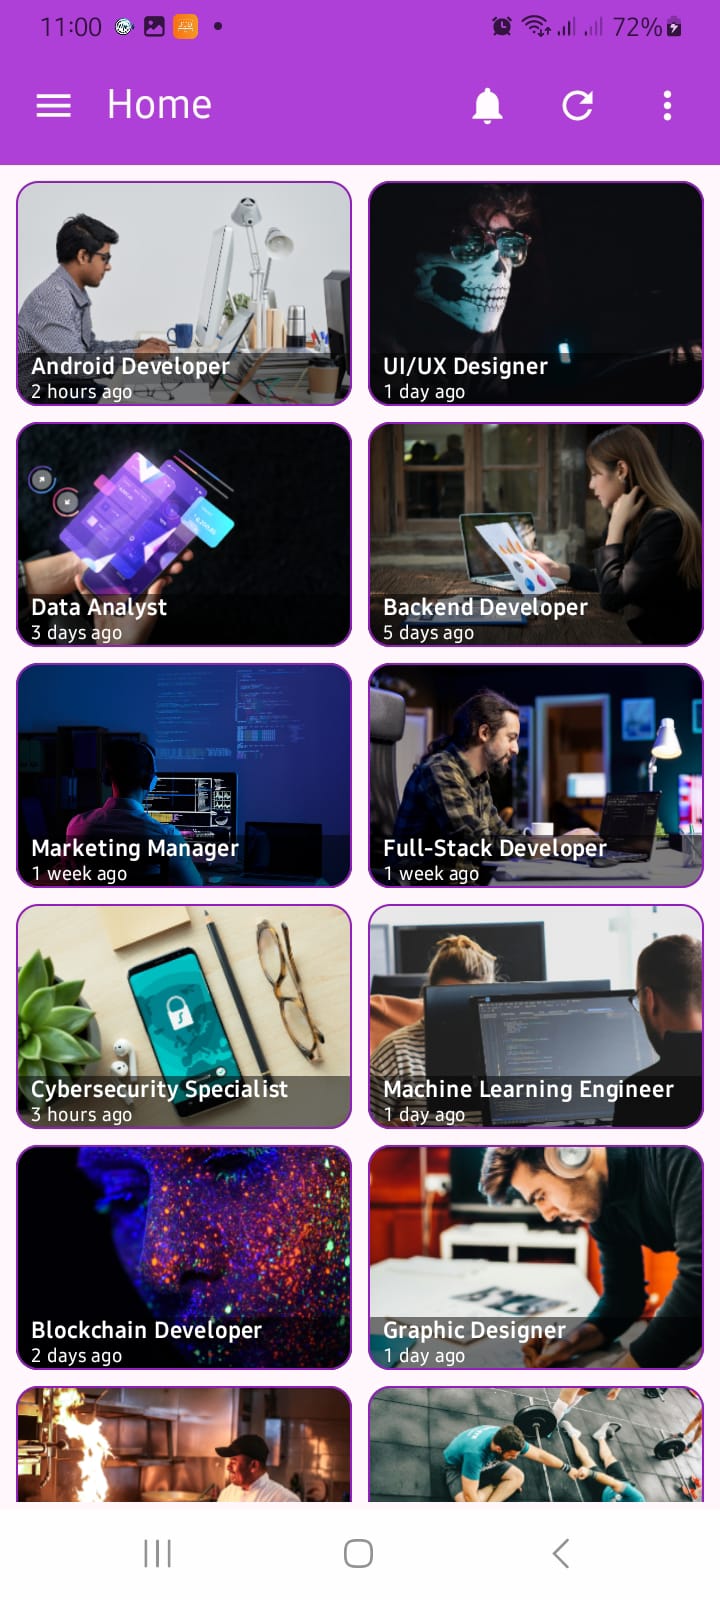 11:00
72%
Home
Android Developer
2 hours ago
UI/UX Designer
1 day ago
Data Analyst
3 days ago
Backend Developer
5 days ago
Marketing Manager
1 week ago
Full-Stack Developer
1 week ago
Cybersecurity Specialist
3 hours ago
Machine Learning Engineer
1 day ago
Blockchain Developer
2 days ago
Graphic Designer
1 day ago